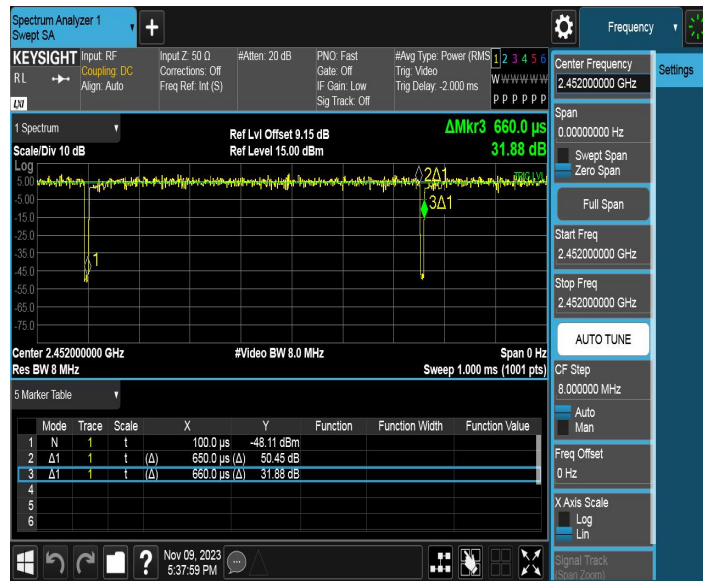 Spectrum Analyzer 1
Swept SA
+
Frequency
KEYSIGHT
RL
LXI
Input: RF
Coupling: DC
Align: Auto
Input Z: 50 Ω
Corrections: Off
Freq Ref: Int (S)
#Atten: 20 dB
PNO: Fast
Gate: Off
IF Gain: Low
Sig Track: Off
#Avg Type: Power (RMS
Trig: Video
Trig Delay: -2.000 ms
1 2 3 4 5 6
W W W W W W
P P P P P P
1 Spectrum
Scale/Div 10 dB
Ref Lvl Offset 9.15 dB
Ref Level 15.00 dBm
ΔMkr3 660.0 µs
31.88 dB
Log
5.00
-5.00
-15.0
-25.0
-35.0
-45.0
-55.0
-65.0
-75.0
2Δ1
TRIG LVL
3Δ1
1
Center 2.452000000 GHz
#Video BW 8.0 MHz
Span 0 Hz
Res BW 8 MHz
Sweep 1.000 ms (1001 pts)
5 Marker Table
Mode Trace Scale X Y Function Function Width Function Value
1 N 1 t 100.0 µs -48.11 dBm
2 Δ1 1 t (Δ) 650.0 µs (Δ) 50.45 dB
3 Δ1 1 t (Δ) 660.0 µs (Δ) 31.88 dB
4
5
6
?
Nov 09, 2023
5:37:59 PM
Settings
Center Frequency
2.452000000 GHz
Span
0.00000000 Hz
Swept Span
Zero Span
Full Span
Start Freq
2.452000000 GHz
Stop Freq
2.452000000 GHz
AUTO TUNE
CF Step
8.000000 MHz
Auto
Man
Freq Offset
0 Hz
X Axis Scale
Log
Lin
Signal Track
(Span Zoom)